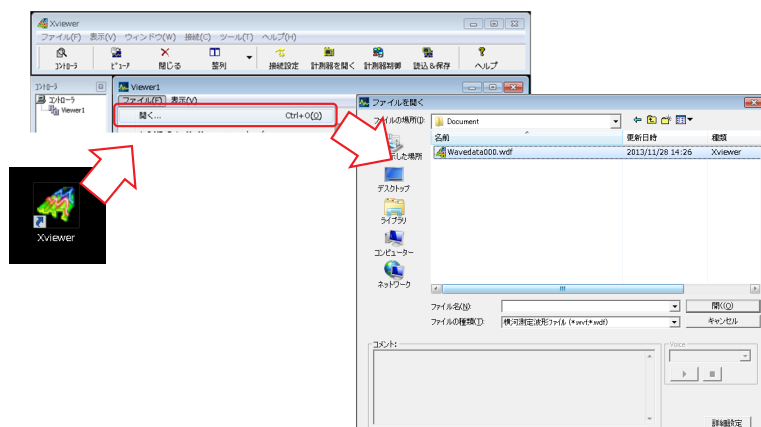 Xviewer
ファイル(F) 表示(V) ウィンドウ(W) 接続(C) ツール(T) ヘルプ(H)
コントローラ ビューア 閉じる 整列 接続設定 計測器を開く 計測器制御 読込&保存 ヘルプ
コントローラ
コントローラ
Viewer1
Viewer1
ファイル(F) 表示(V)
開く... Ctrl+O(O)
Xviewer
ファイルを開く
ファイルの場所(I): Document
名前 更新日時 種類
Wavedata000.wdf 2013/11/28 14:26 Xviewer
示した場所
デスクトップ
ライブラリ
コンピューター
ネットワーク
ファイル名(N): 開く(O)
ファイルの種類(T): 横河測定波形ファイル (*.wvf;*.wdf) キャンセル
コメント: Voice
詳細設定